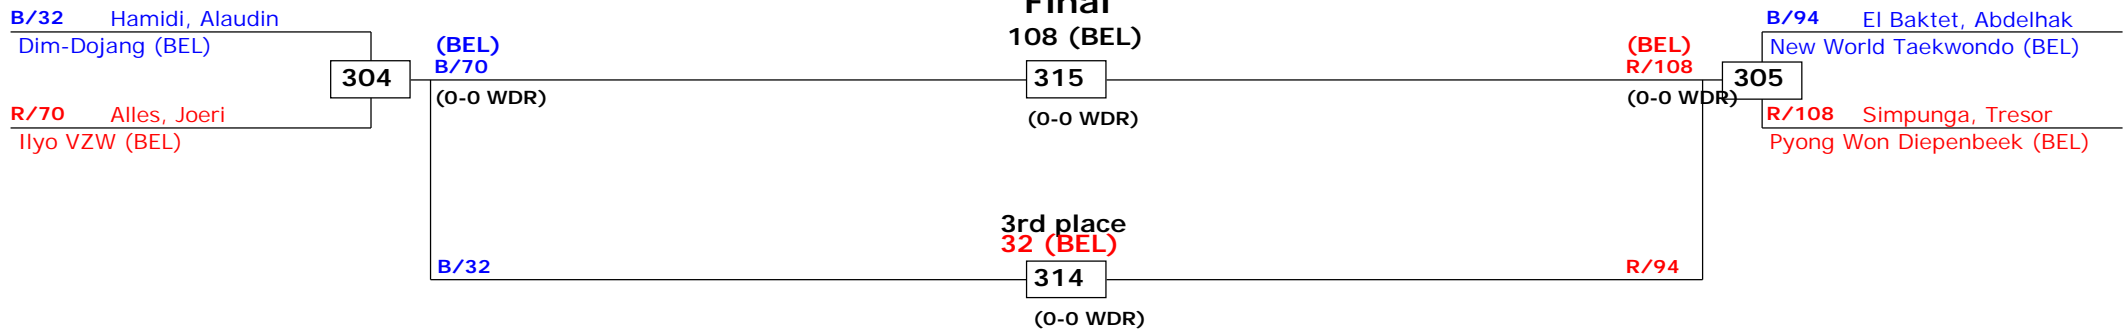 Final
108 (BEL)
B/32 Hamidi, Alaudin
Dim-Dojang (BEL)
304
R/70 Alles, Joeri
Ilyo VZW (BEL)
(BEL)
B/70
(0-0 WDR)
315
(0-0 WDR)
(BEL)
R/108
(0-0 WDR)
305
B/94 El Baktet, Abdelhak
New World Taekwondo (BEL)
R/108 Simpunga, Tresor
Pyong Won Diepenbeek (BEL)
3rd place
32 (BEL)
B/32
314
R/94
(0-0 WDR)